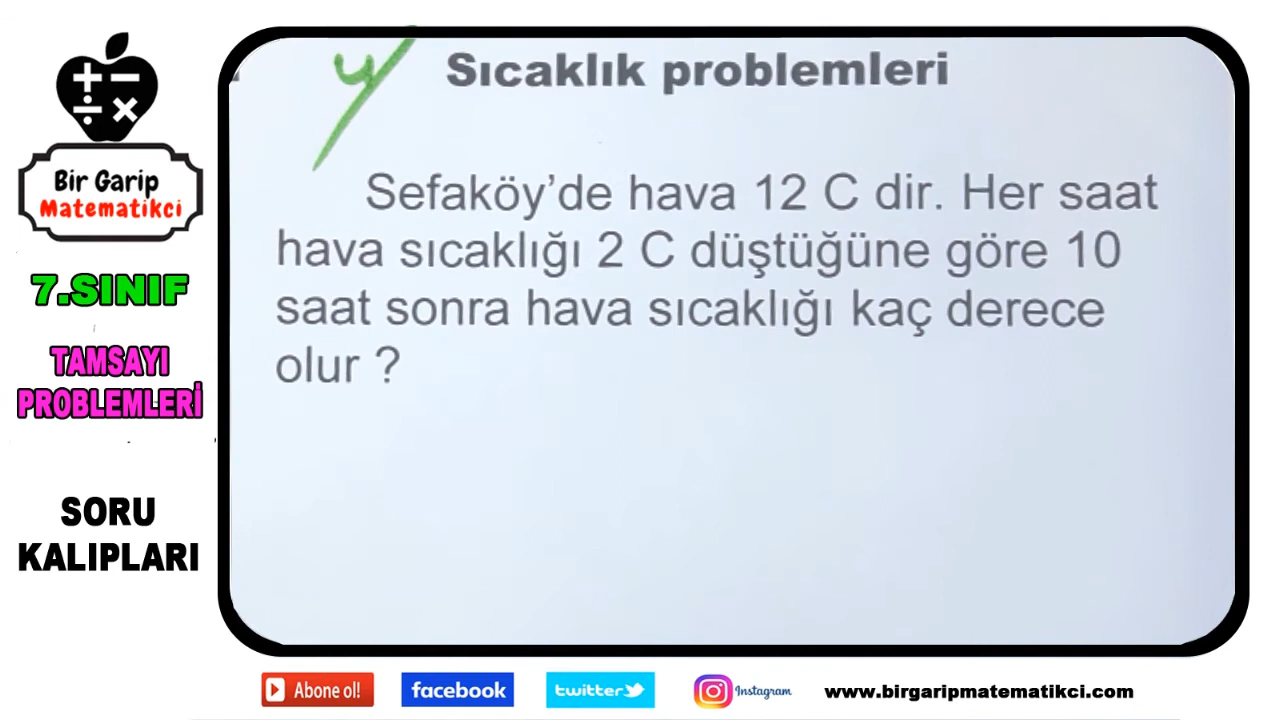 Sıcaklık problemleri
Sefaköy’de hava 12 C dir. Her saat
hava sıcaklığı 2 C düştüğüne göre 10
saat sonra hava sıcaklığı kaç derece
olur ?
Bir Garip
Matematikci
7.SINIF
TAMSAYI
PROBLEMLERİ
SORU
KALIPLARI
Abone ol!
facebook
twitter
Instagram
www.birgaripmatematikci.com